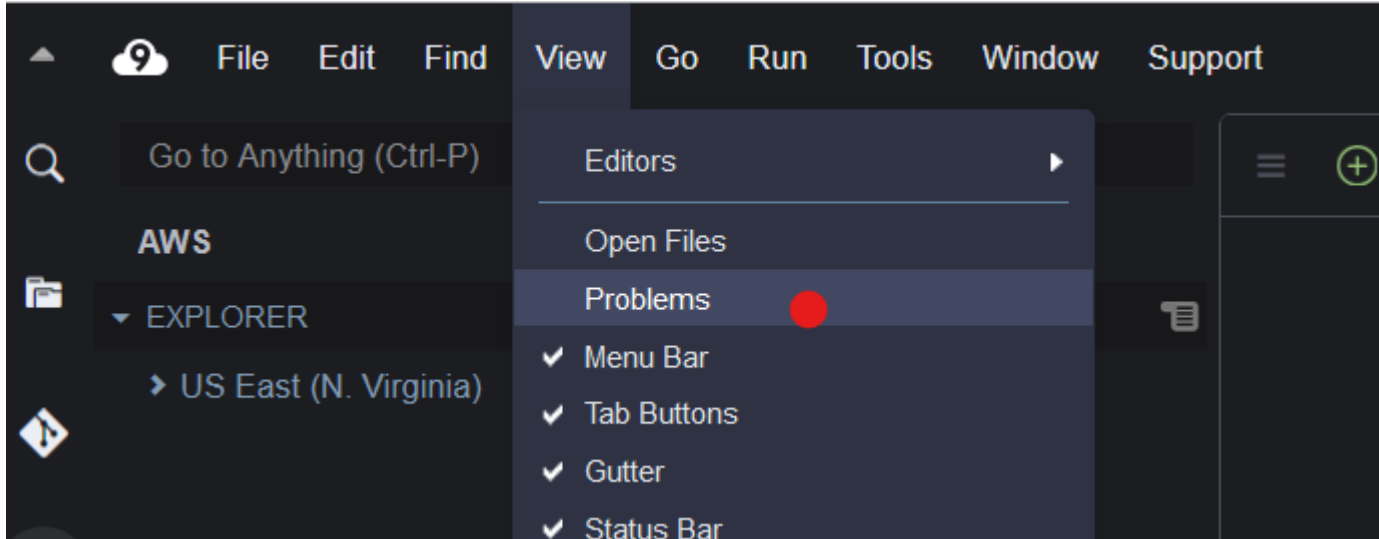 9 File Edit Find View Go Run Tools Window Support
Go to Anything (Ctrl-P)
AWS
EXPLORER
US East (N. Virginia)
Editors
Open Files
Problems
Menu Bar
Tab Buttons
Gutter
Status Bar